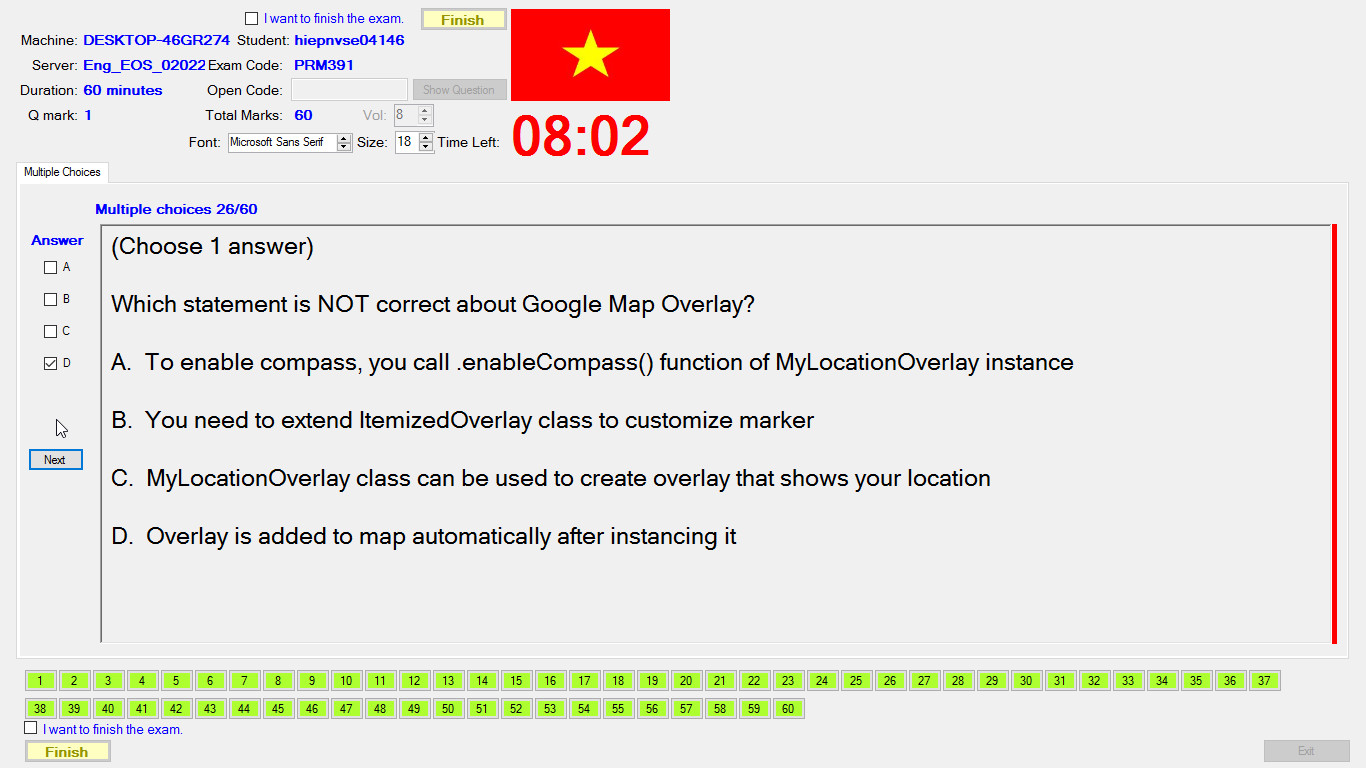 I want to finish the exam. Finish
Machine: DESKTOP-46GR274 Student: hiepnvse04146
Server: Eng_EOS_02022 Exam Code: PRM391
Duration: 60 minutes Open Code: Show Question
Q mark: 1 Total Marks: 60 Vol: 8
Font: Microsoft Sans Serif Size: 18 Time Left: 08:02
Multiple Choices
Multiple choices 26/60
Answer
A
B
C
D
Next
(Choose 1 answer)
Which statement is NOT correct about Google Map Overlay?
A. To enable compass, you call .enableCompass() function of MyLocationOverlay instance
B. You need to extend ItemizedOverlay class to customize marker
C. MyLocationOverlay class can be used to create overlay that shows your location
D. Overlay is added to map automatically after instancing it
1 2 3 4 5 6 7 8 9 10 11 12 13 14 15 16 17 18 19 20 21 22 23 24 25 26 27 28 29 30 31 32 33 34 35 36 37
38 39 40 41 42 43 44 45 46 47 48 49 50 51 52 53 54 55 56 57 58 59 60
I want to finish the exam.
Finish Exit